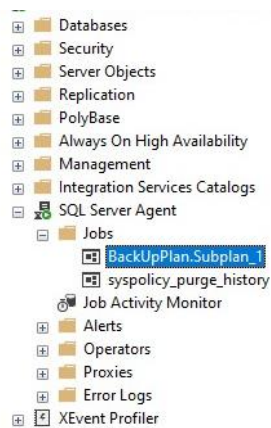 Databases
Security
Server Objects
Replication
PolyBase
Always On High Availability
Management
Integration Services Catalogs
SQL Server Agent
Jobs
BackUpPlan.Subplan_1
syspolicy_purge_history
Job Activity Monitor
Alerts
Operators
Proxies
Error Logs
XEvent Profiler